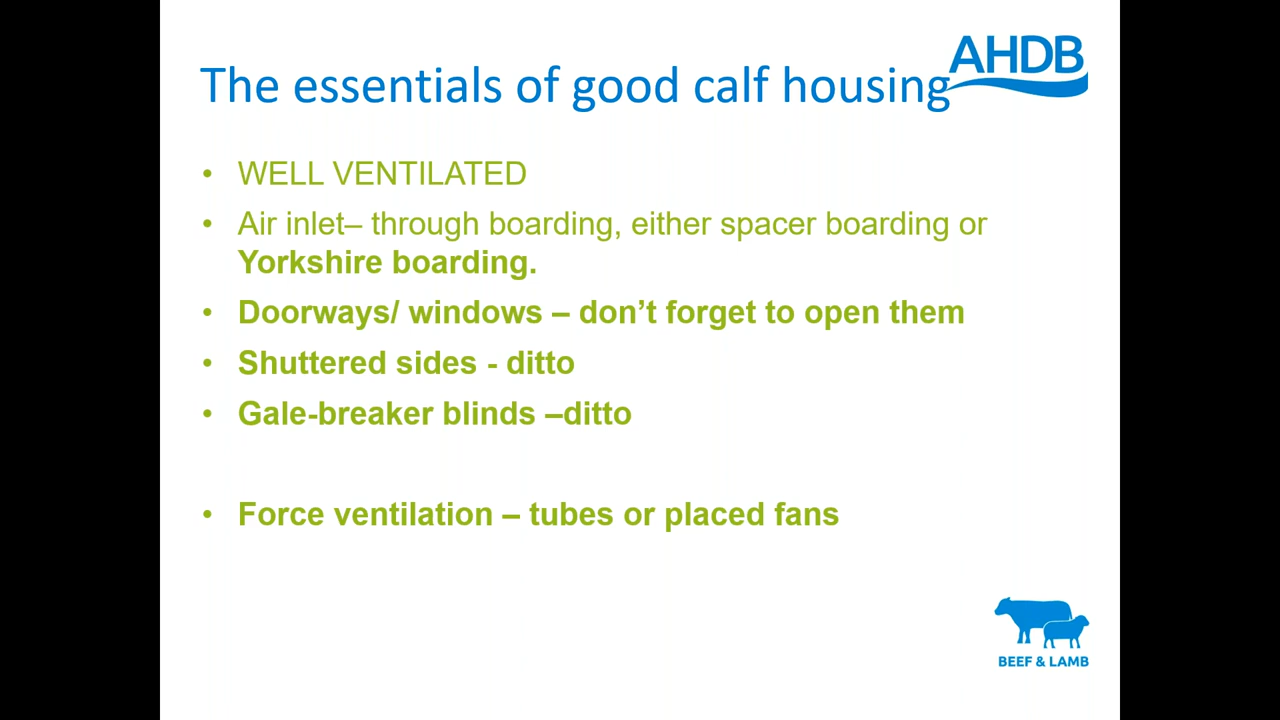 The essentials of good calf housing
AHDB
• WELL VENTILATED
• Air inlet– through boarding, either spacer boarding or
Yorkshire boarding.
• Doorways/ windows – don’t forget to open them
• Shuttered sides - ditto
• Gale-breaker blinds –ditto
• Force ventilation – tubes or placed fans
BEEF & LAMB